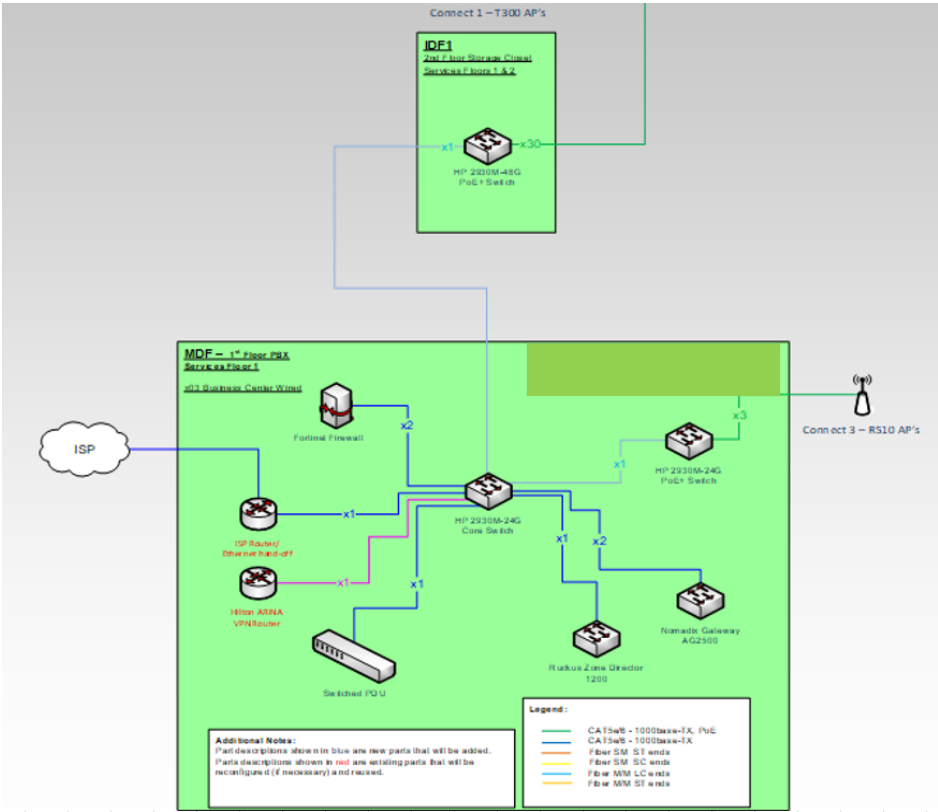 Connect 1 – T300 AP's
IDF1
2nd Floor Storage Closet
Services Floors 1 & 2
x1
x30
HP 2930M-48G
PoE+ Switch
MDF – 1st Floor PBX
Services Floor 1
x03 Business Center Wired
Fortinet Firewall
x2
x3
Connect 3 – R510 AP's
ISP
x1
HP 2930M-24G
PoE+ Switch
x1
HP 2930M-24G
Core Switch
ISP Router/
Ethernet hand-off
x1
x2
x1
x1
Hilton ARINA
VPN Router
Nomadix Gateway
AG2500
Ruckus Zone Director
1200
Switched PDU
Legend:
CAT5e/6 - 1000base-TX, PoE
CAT5e/6 - 1000base-TX
Fiber SM ST ends
Fiber SM SC ends
Fiber M/M LC ends
Fiber M/M ST ends
Additional Notes:
Part descriptions shown in blue are new parts that will be added.
Parts descriptions shown in red are existing parts that will be
reconfigured (if necessary) and reused.